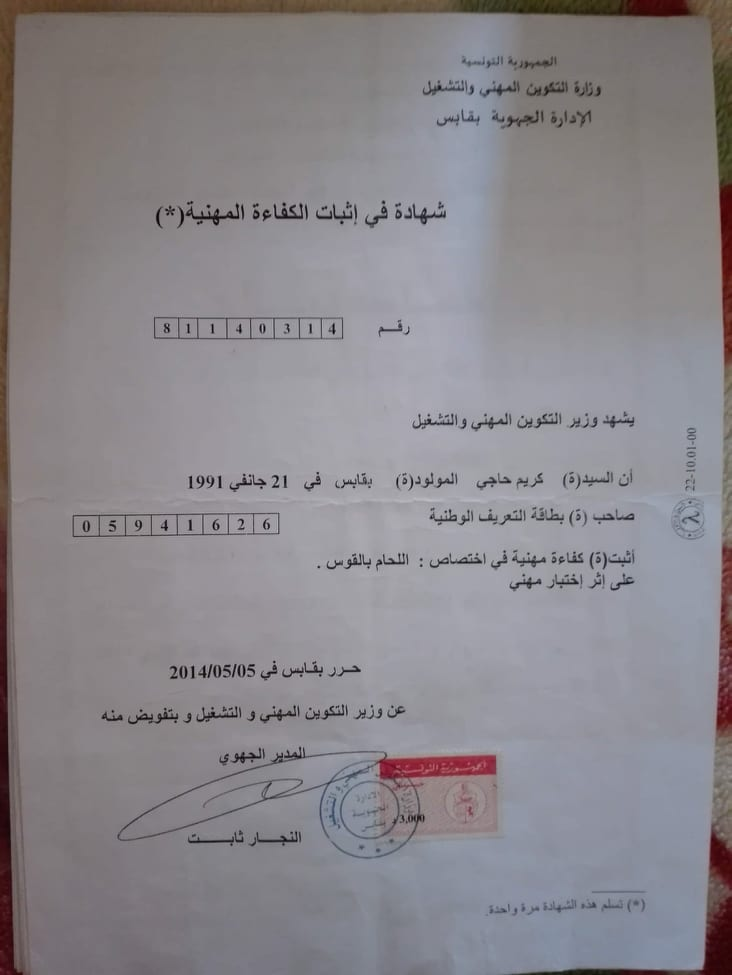 الجمهورية التونسية
وزارة التكوين المهني والتشغيل
الإدارة الجهوية بقابس
شهادة في إثبات الكفاءة المهنية(*)
رقم 8 1 1 4 0 3 1 4
يشهد وزير التكوين المهني والتشغيل
أن السيد(ة) كريم حاجي المولود(ة) بقابس في 21 جانفي 1991
صاحب (ة) بطاقة التعريف الوطنية 0 5 9 4 1 6 2 6
أثبت(ة) كفاءة مهنية في اختصاص : اللحام بالقوس .
على إثر إختبار مهني
22-10.01-00
حرر بقابس في 2014/05/05
عن وزير التكوين المهني و التشغيل و بتفويض منه
المدير الجهوي
الجمهورية التونسية
الادارة
الجهوية
بقابس
3,000 د
النجار ثابت
(*) تسلم هذه الشهادة مرة واحدة.